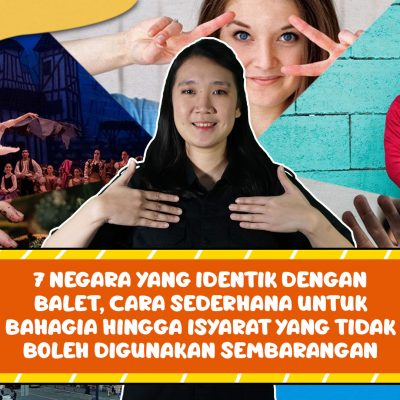 7 NEGARA YANG IDENTIK DENGAN
BALET, CARA SEDERHANA UNTUK
BAHAGIA HINGGA ISYARAT YANG TIDAK
BOLEH DIGUNAKAN SEMBARANGAN